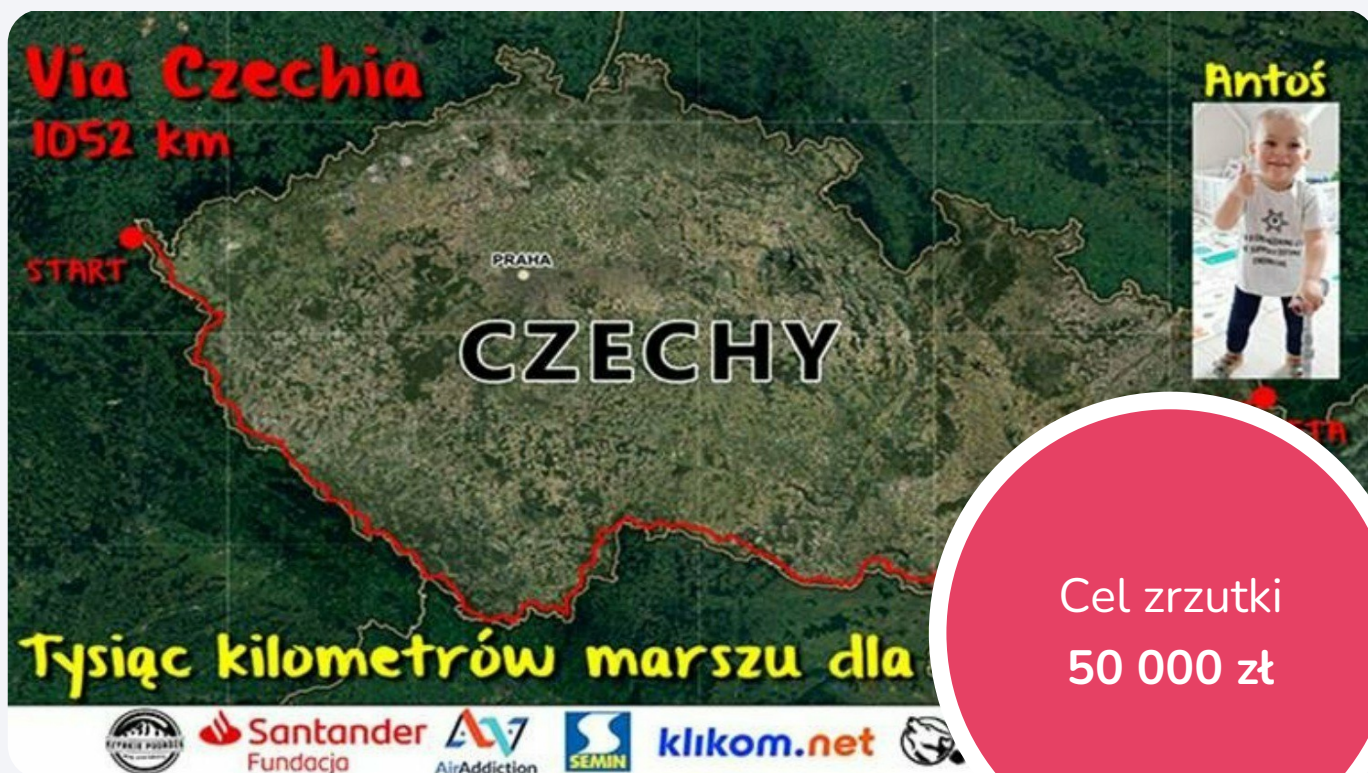 Via Czechia
1052 km
Antoś
START
PRAHA
CZECHY
Tysiąc kilometrów marszu dla
Cel zrzutki
50 000 zł
Santander
Fundacja
AirAddiction
SEMIN
klikom.net